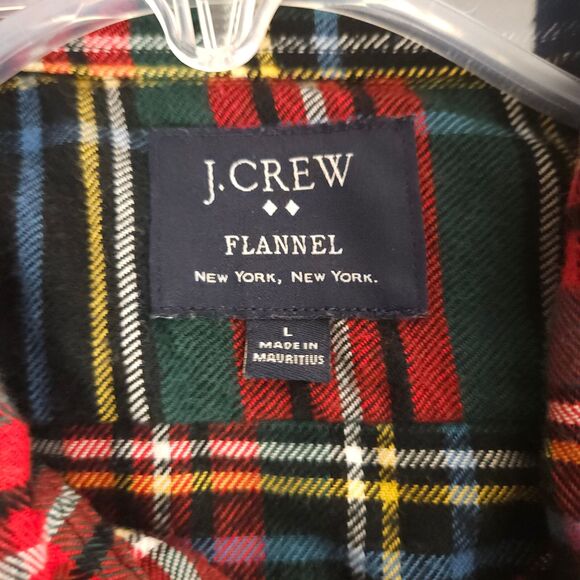 J.CREW
FLANNEL
NEW YORK, NEW YORK.
L
MADE IN
MAURITIUS